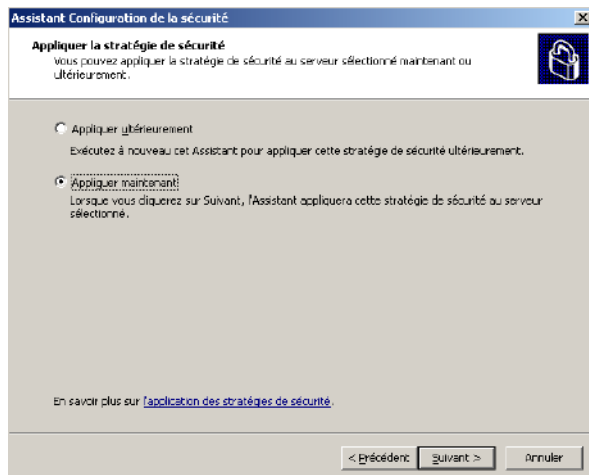 Assistant Configuration de la sécurité
Appliquer la stratégie de sécurité
Vous pouvez appliquer la stratégie de sécurité au serveur sélectionné maintenant ou
ultérieurement.
Appliquer ultérieurement
Exécutez à nouveau cet Assistant pour appliquer cette stratégie de sécurité ultérieurement.
Appliquer maintenant
Lorsque vous cliquerez sur Suivant, l'Assistant appliquera cette stratégie de sécurité au serveur
sélectionné.
En savoir plus sur l'application des stratégies de sécurité.
< Précédent Suivant > Annuler